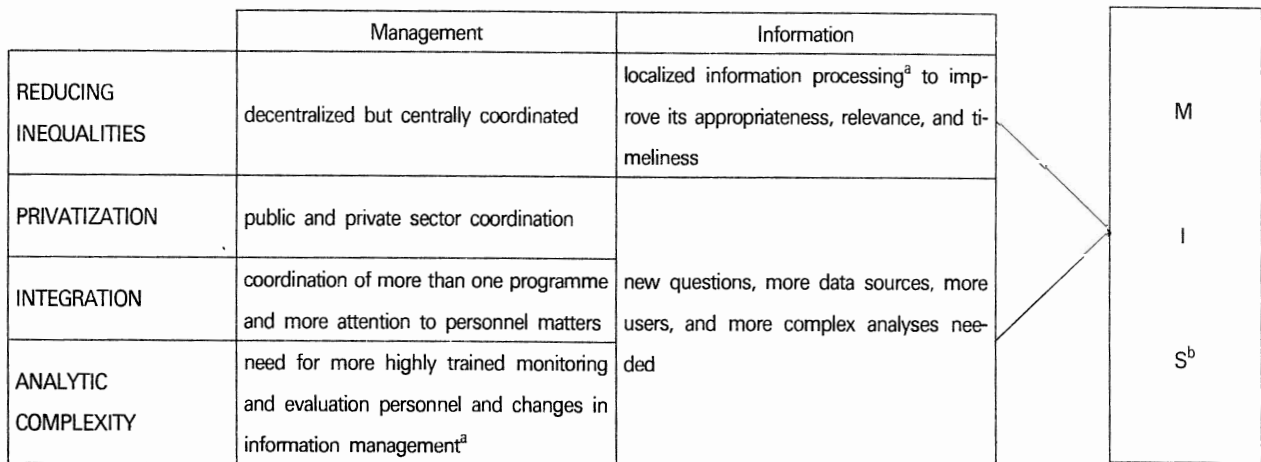 Management Information
REDUCING
INEQUALITIES
decentralized but centrally coordinated
localized information processingᵃ to imp-
rove its appropriateness, relevance, and ti-
meliness
PRIVATIZATION
public and private sector coordination
INTEGRATION
coordination of more than one programme
and more attention to personnel matters
new questions, more data sources, more
users, and more complex analyses nee-
ded
ANALYTIC
COMPLEXITY
need for more highly trained monitoring
and evaluation personnel and changes in
information managementᵃ
M
I
Sᵇ